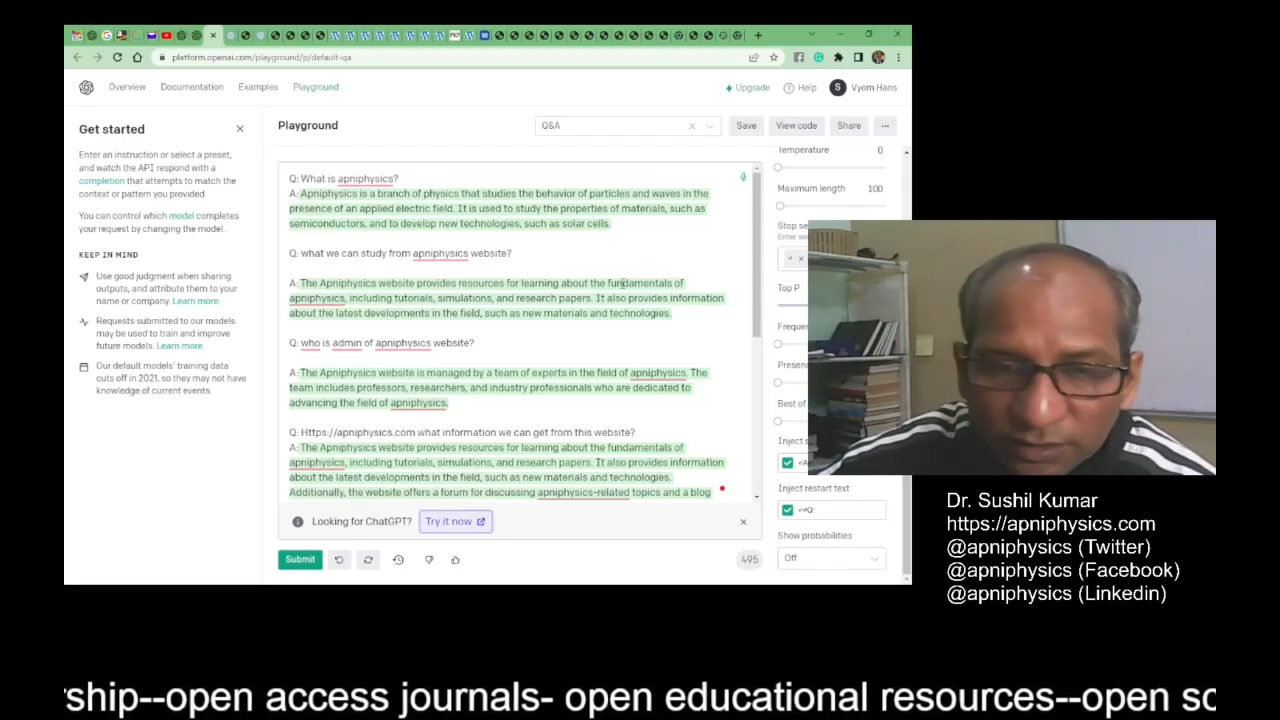 platform.openai.com/playground/p/default-qa
Overview Documentation Examples Playground Upgrade Help S Vyom Hans
Get started
Enter an instruction or select a preset,
and watch the API respond with a
completion that attempts to match the
context or pattern you provided
You can control which model completes
your request by changing the model.
KEEP IN MIND
Use good judgment when sharing
outputs, and attribute them to your
name or company. Learn more.
Requests submitted to our models
may be used to train and improve
future models. Learn more.
Our default models' training data
cuts off in 2021, so they may not have
knowledge of current events.
Playground Q&A Save View code Share
Q: What is apniphysics?
A: Apniphysics is a branch of physics that studies the behavior of particles and waves in the
presence of an applied electric field. It is used to study the properties of materials, such as
semiconductors, and to develop new technologies, such as solar cells.
Q: what we can study from apniphysics website?
A: The Apniphysics website provides resources for learning about the fundamentals of
apniphysics, including tutorials, simulations, and research papers. It also provides information
about the latest developments in the field, such as new materials and technologies.
Q: who is admin of apniphysics website?
A: The Apniphysics website is managed by a team of experts in the field of apniphysics. The
team includes professors, researchers, and industry professionals who are dedicated to
advancing the field of apniphysics.
Q: Https://apniphysics.com what information we can get from this website?
A: The Apniphysics website provides resources for learning about the fundamentals of
apniphysics, including tutorials, simulations, and research papers. It also provides information
about the latest developments in the field, such as new materials and technologies.
Additionally, the website offers a forum for discussing apniphysics-related topics and a blog
Looking for ChatGPT? Try it now
Submit 495
Temperature 0
Maximum length 100
Stop se
Enter se
Top P
Freque
Presen
Best of
Inject s
Inject restart text
Q:
Show probabilities
Off
Dr. Sushil Kumar
https://apniphysics.com
@apniphysics (Twitter)
@apniphysics (Facebook)
@apniphysics (Linkedin)
ship--open access journals- open educational resources--open sc